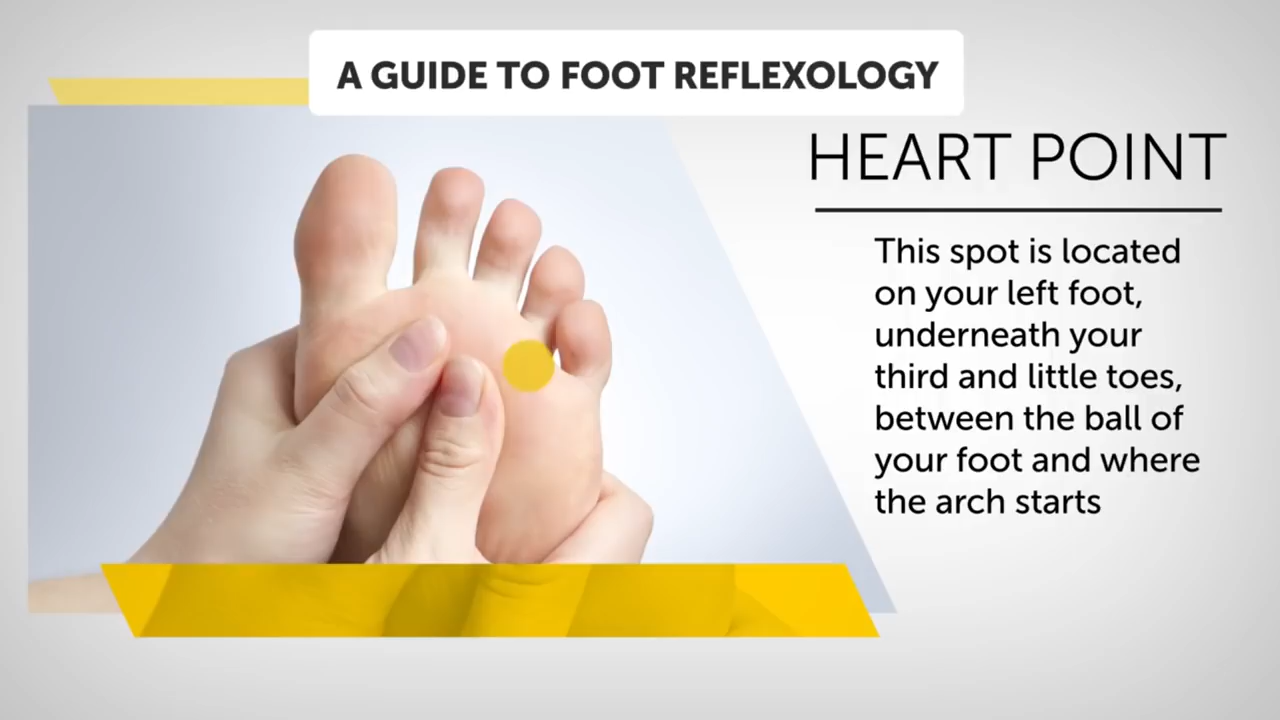 A GUIDE TO FOOT REFLEXOLOGY
HEART POINT
This spot is located
on your left foot,
underneath your
third and little toes,
between the ball of
your foot and where
the arch starts